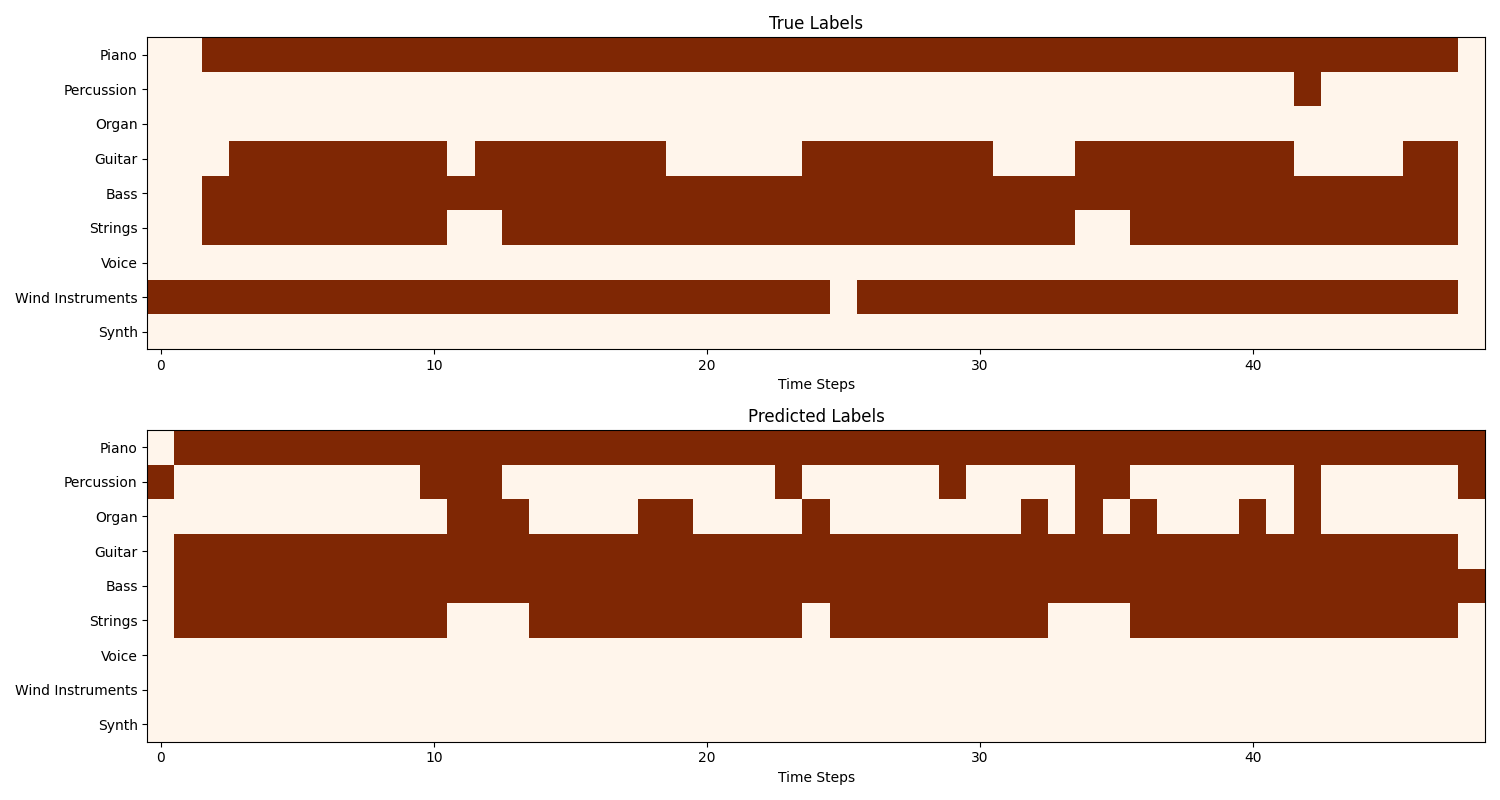 True Labels
Piano
Percussion
Organ
Guitar
Bass
Strings
Voice
Wind Instruments
Synth
0 10 20 30 40
Time Steps
Predicted Labels
Piano
Percussion
Organ
Guitar
Bass
Strings
Voice
Wind Instruments
Synth
0 10 20 30 40
Time Steps